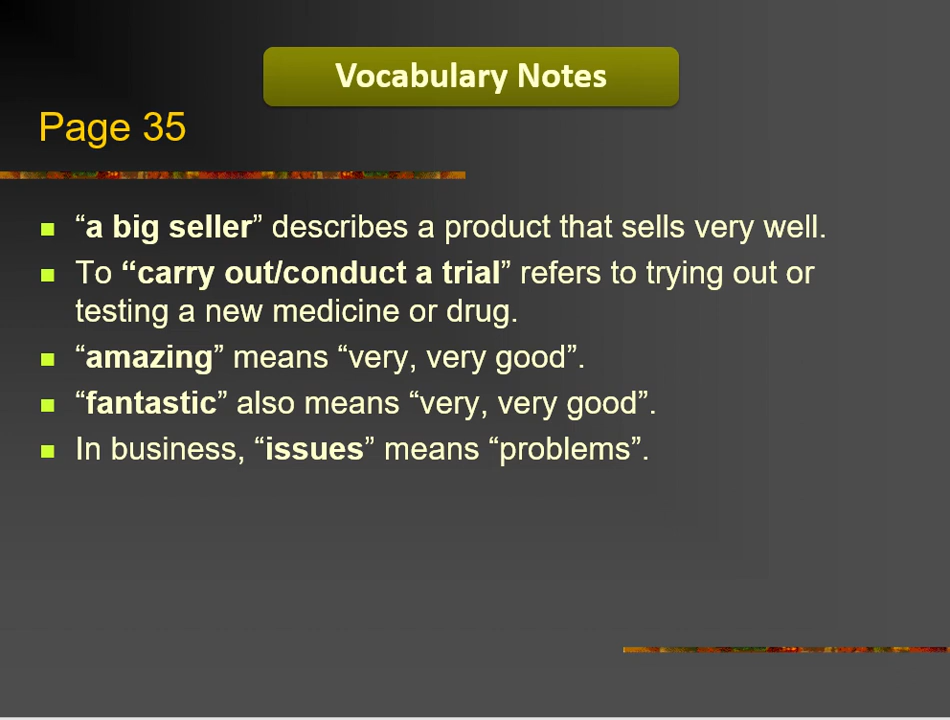 Vocabulary Notes
Page 35
“a big seller” describes a product that sells very well.
To “carry out/conduct a trial” refers to trying out or
testing a new medicine or drug.
“amazing” means “very, very good”.
“fantastic” also means “very, very good”.
In business, “issues” means “problems”.